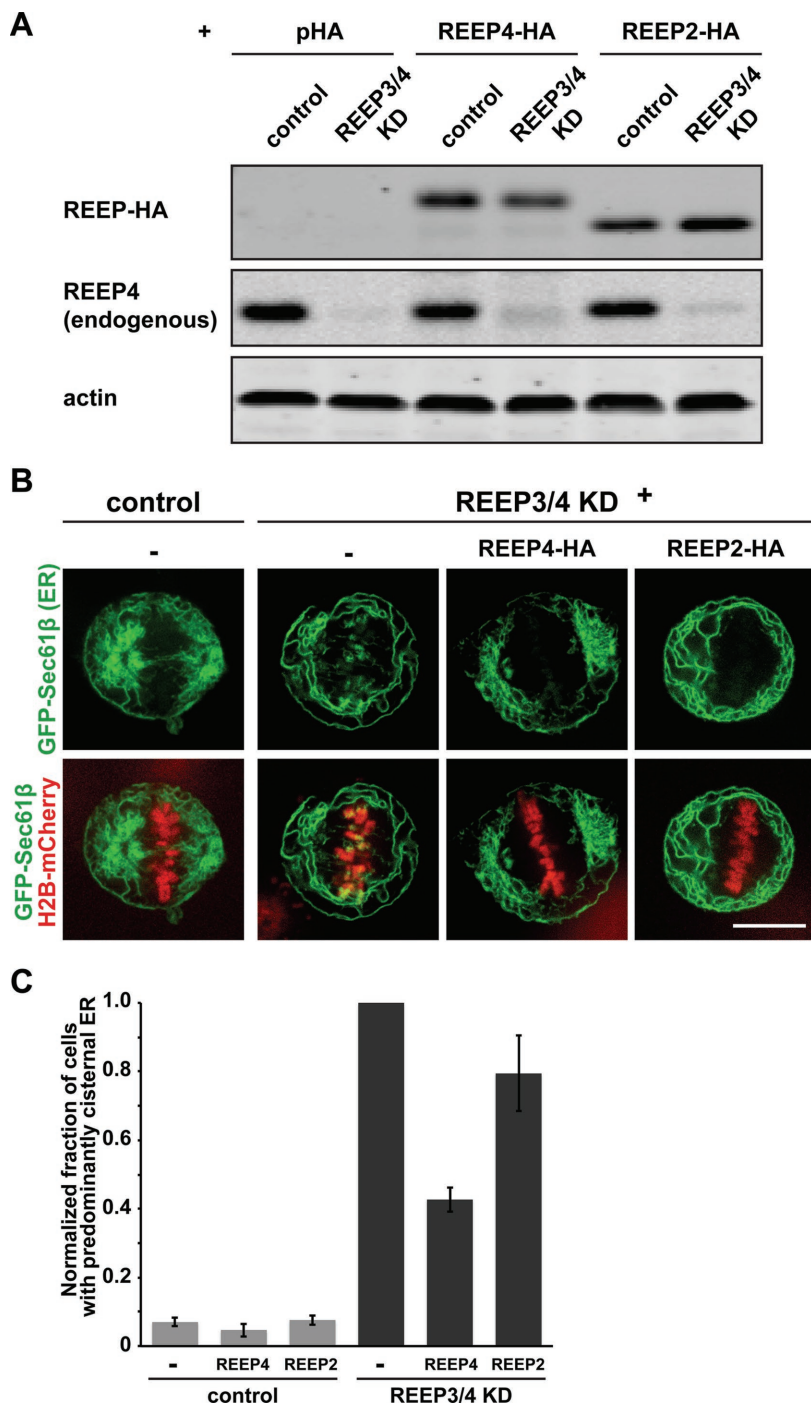 A
+ pHA REEP4-HA REEP2-HA
control REEP3/4 KD control REEP3/4 KD control REEP3/4 KD
REEP-HA
REEP4
(endogenous)
actin
B
control REEP3/4 KD +
- - REEP4-HA REEP2-HA
GFP-Sec61β (ER)
GFP-Sec61β
H2B-mCherry
C
Normalized fraction of cells
with predominantly cisternal ER
1.0
0.8
0.6
0.4
0.2
0
- REEP4 REEP2 - REEP4 REEP2
control REEP3/4 KD